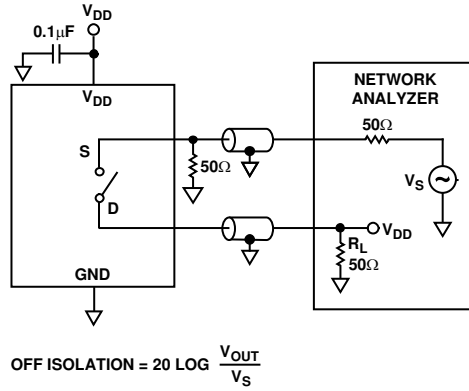 V_DD
0.1μF
V_DD
NETWORK
ANALYZER
50Ω
S
50Ω
V_S
D
V_DD
R_L
50Ω
GND
OFF ISOLATION = 20 LOG V_OUT / V_S